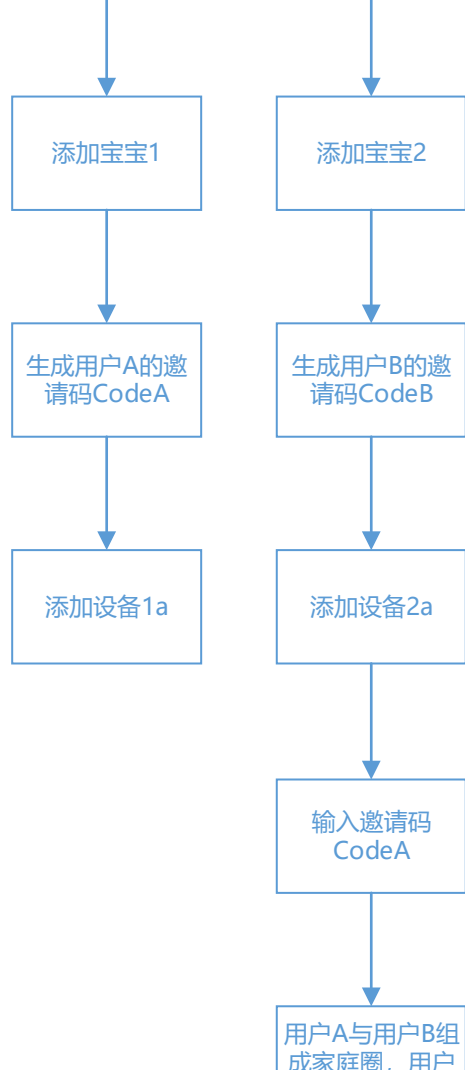 添加宝宝1
添加宝宝2
生成用户A的邀
请码CodeA
生成用户B的邀
请码CodeB
添加设备1a
添加设备2a
输入邀请码
CodeA
用户A与用户B组
成家庭圈，用户